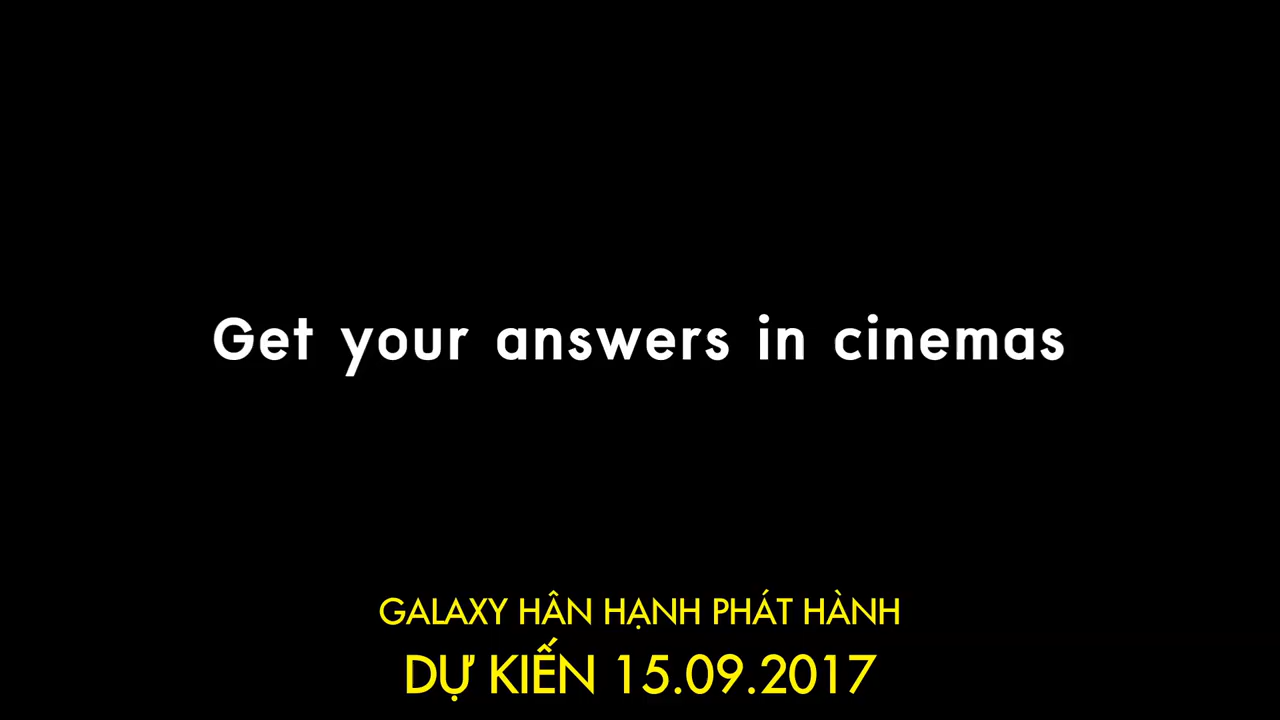 Get your answers in cinemas
GALAXY HÂN HẠNH PHÁT HÀNH
DỰ KIẾN 15.09.2017